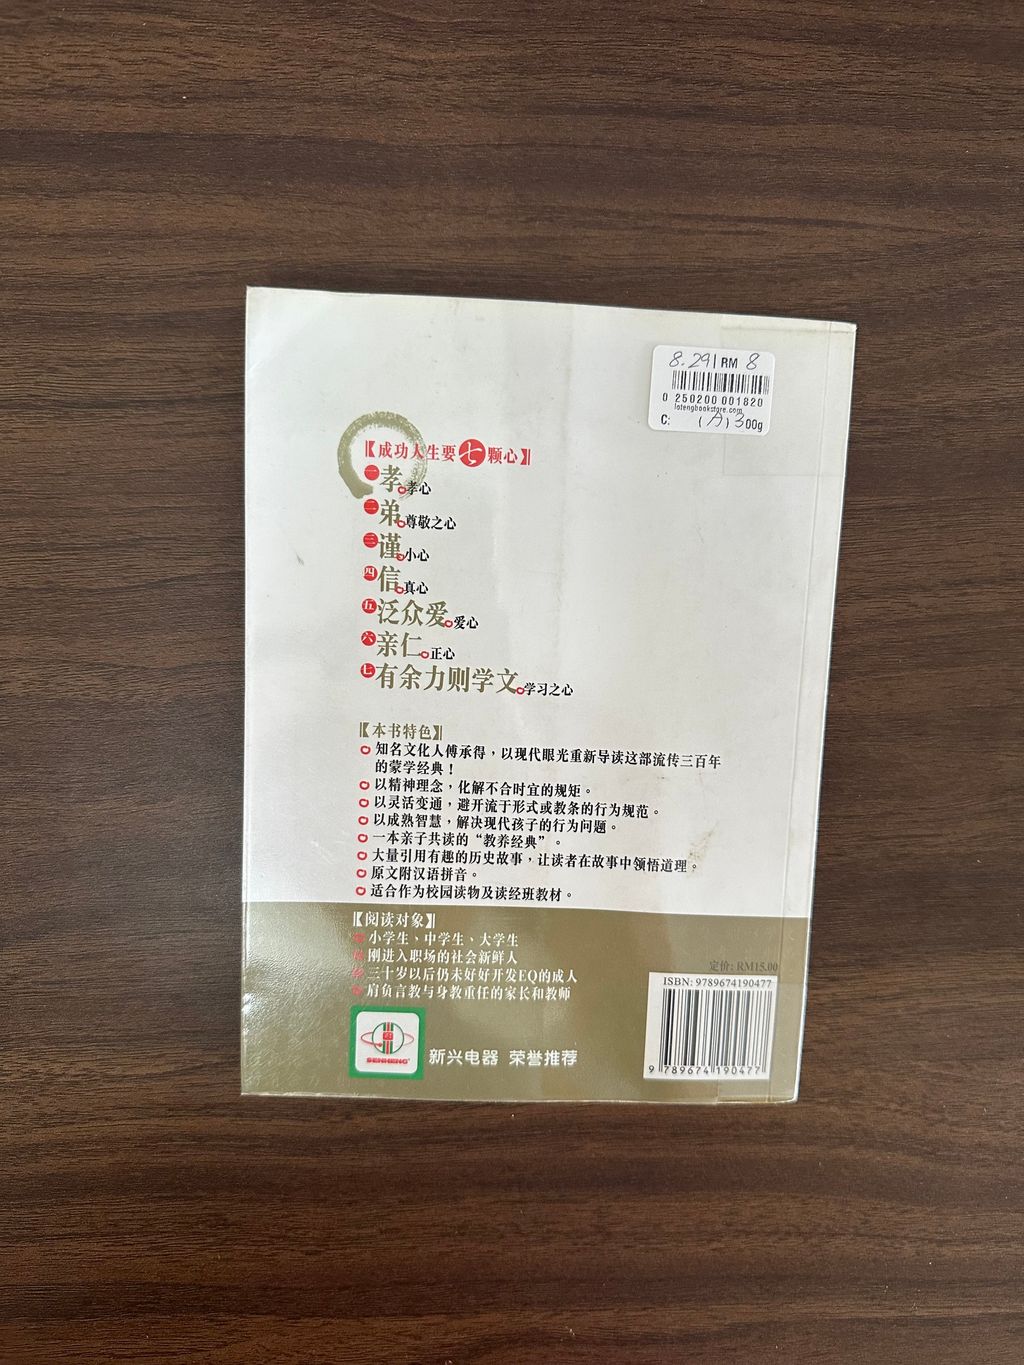 8.29 | RM 8
0 250200 001820
lotengbookstore.com
C: (A) 300g
【成功人生要七颗心】
一 孝。孝心
二 弟。尊敬之心
三 谨。小心
四 信。真心
五 泛众爱。爱心
六 亲仁。正心
七 有余力则学文。学习之心
【本书特色】
知名文化人傅承得，以现代眼光重新导读这部流传三百年
的蒙学经典！
以精神理念，化解不合时宜的规矩。
以灵活变通，避开流于形式或教条的行为规范。
以成熟智慧，解决现代孩子的行为问题。
一本亲子共读的“教养经典”。
大量引用有趣的历史故事，让读者在故事中领悟道理。
原文附汉语拼音。
适合作为校园读物及读经班教材。
【阅读对象】
小学生、中学生、大学生
刚进入职场的社会新鲜人
三十岁以后仍未好好开发EQ的成人
肩负言教与身教重任的家长和教师
定价: RM15.00
ISBN: 9789674190477
9 789674 190477
SENHENG
新兴电器 荣誉推荐